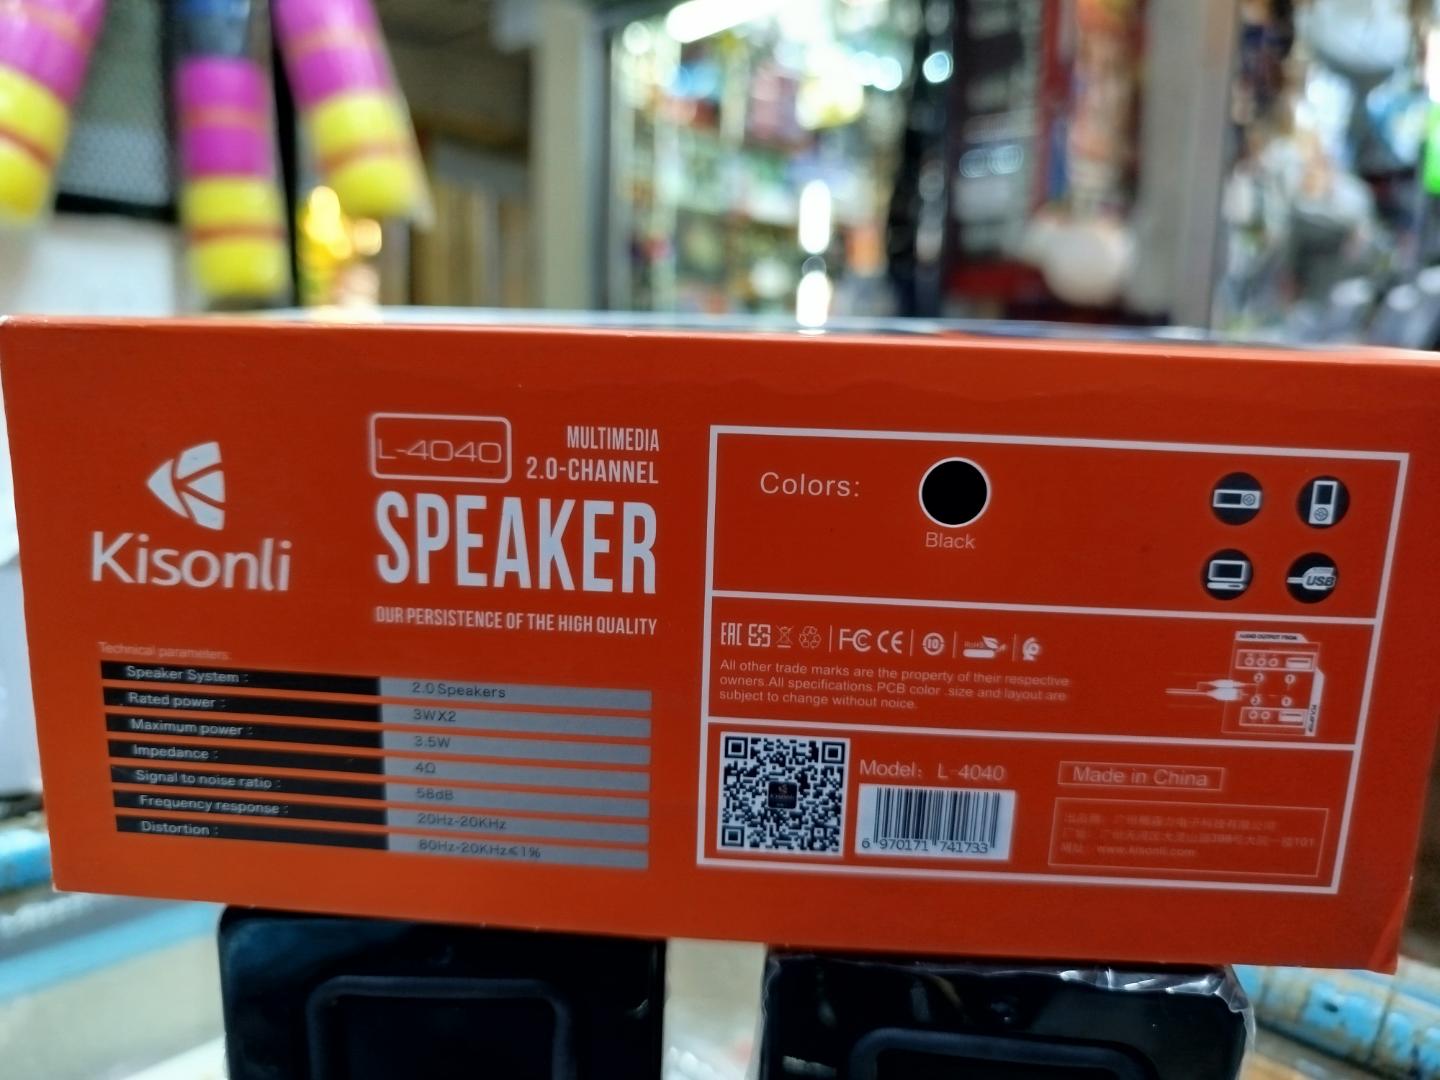 Kisonli
L-4040
MULTIMEDIA
2.0-CHANNEL
SPEAKER
OUR PERSISTENCE OF THE HIGH QUALITY
Technical parameters:
Speaker System : 2.0 Speakers
Rated power : 3WX2
Maximum power : 3.5W
Impedance : 4Ω
Signal to noise ratio : 58dB
Frequency response : 20Hz-20KHz
Distortion : 80Hz-20KHz≤1%
Colors:
Black
USB
EAC FC CE 10 RoHS
All other trade marks are the property of their respective
owners.All specifications.PCB color .size and layout are
subject to change without noice.
Kisonli
Model: L-4040
6 970171 741733
Made in China
www.kisonli.com